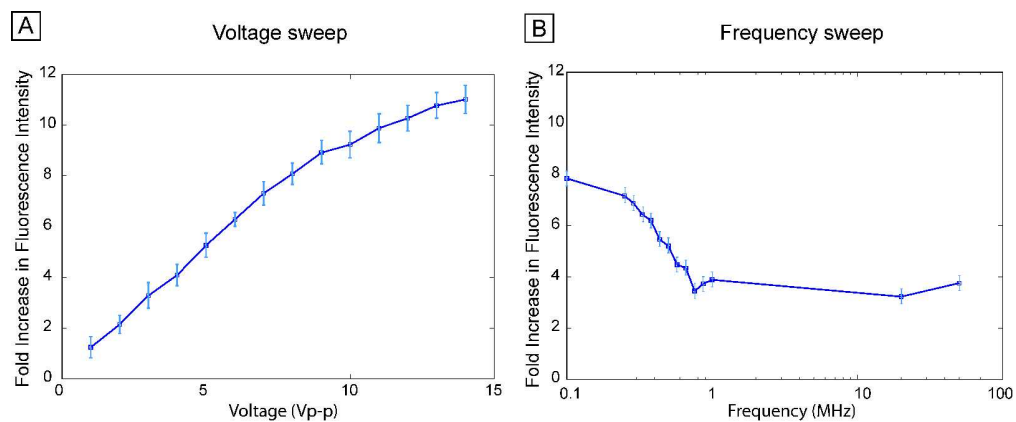 A
Voltage sweep
Fold Increase in Fluorescence Intensity
12
10
8
6
4
2
0
0
5
10
15
Voltage (Vp-p)
B
Frequency sweep
Fold Increase in Fluorescence Intensity
12
10
8
6
4
2
0
0.1
1
10
100
Frequency (MHz)